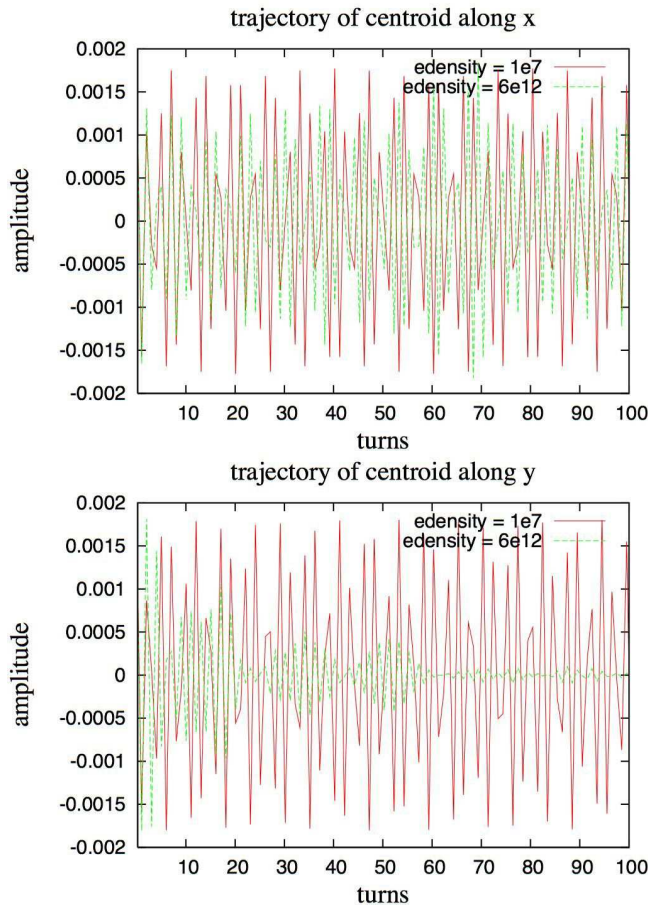 trajectory of centroid along x
0.002
edensity = 1e7
edensity = 6e12
0.0015
0.001
0.0005
0
-0.0005
-0.001
-0.0015
-0.002
amplitude
10 20 30 40 50 60 70 80 90 100
turns
trajectory of centroid along y
0.002
edensity = 1e7
edensity = 6e12
0.0015
0.001
0.0005
0
-0.0005
-0.001
-0.0015
-0.002
amplitude
10 20 30 40 50 60 70 80 90 100
turns